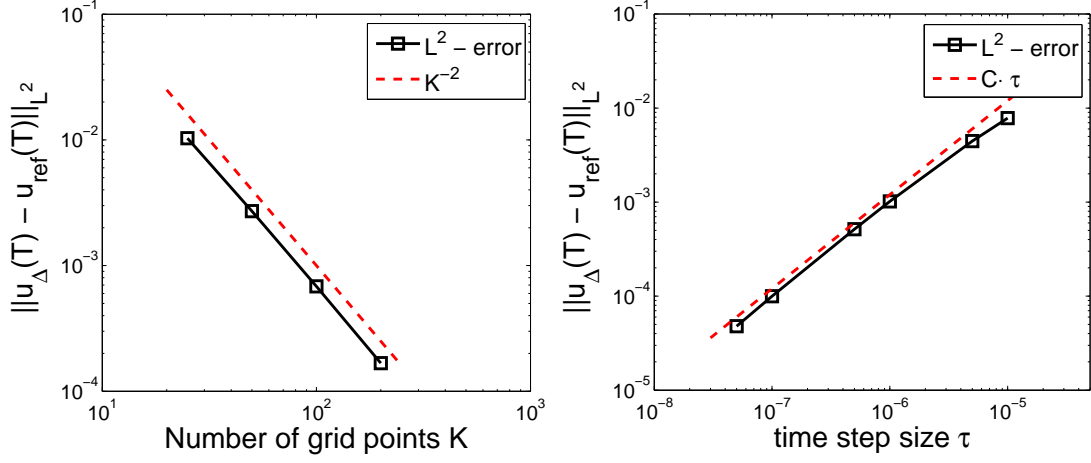 ||u_Δ(T) − u_ref(T)||_L^2
10^-1
10^-2
10^-3
10^-4
10^1
10^2
10^3
Number of grid points K
L^2 − error
K^-2
||u_Δ(T) − u_ref(T)||_L^2
10^-1
10^-2
10^-3
10^-4
10^-5
10^-8
10^-7
10^-6
10^-5
time step size τ
L^2 − error
C· τ